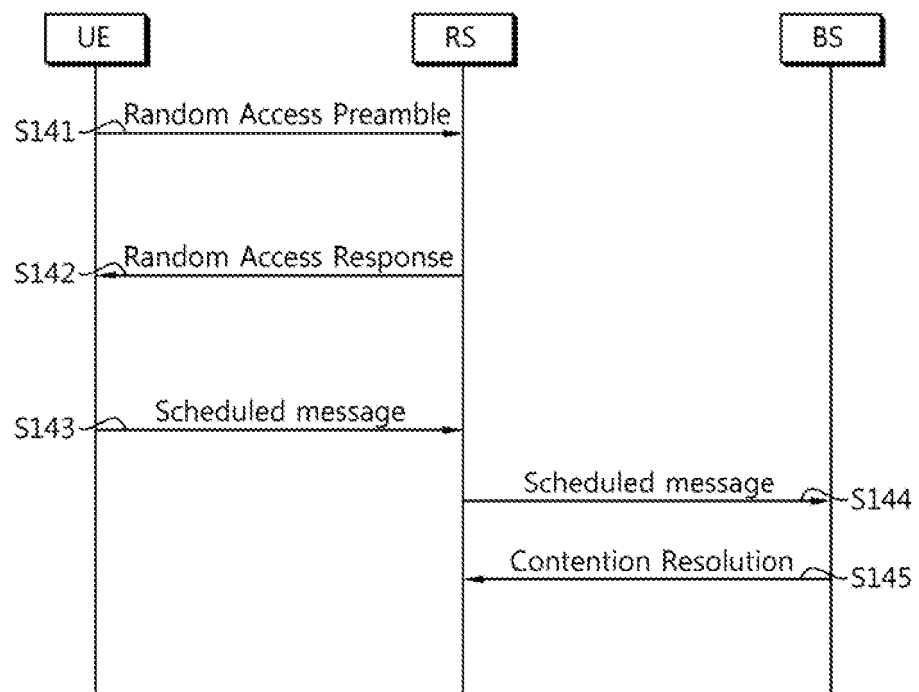 UE RS BS
S141 Random Access Preamble
S142 Random Access Response
S143 Scheduled message
Scheduled message S144
Contention Resolution S145